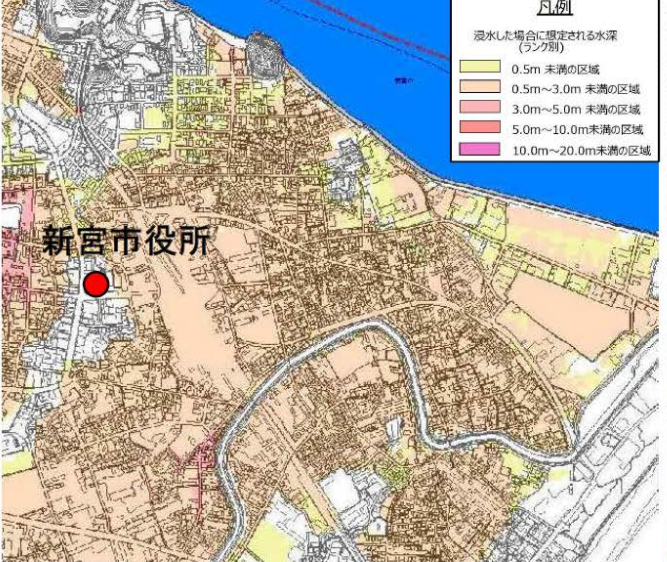 凡例
浸水した場合に想定される水深
(ランク別)
0.5m 未満の区域
0.5m～3.0m 未満の区域
3.0m～5.0m 未満の区域
5.0m～10.0m未満の区域
10.0m～20.0m未満の区域
新宮市役所